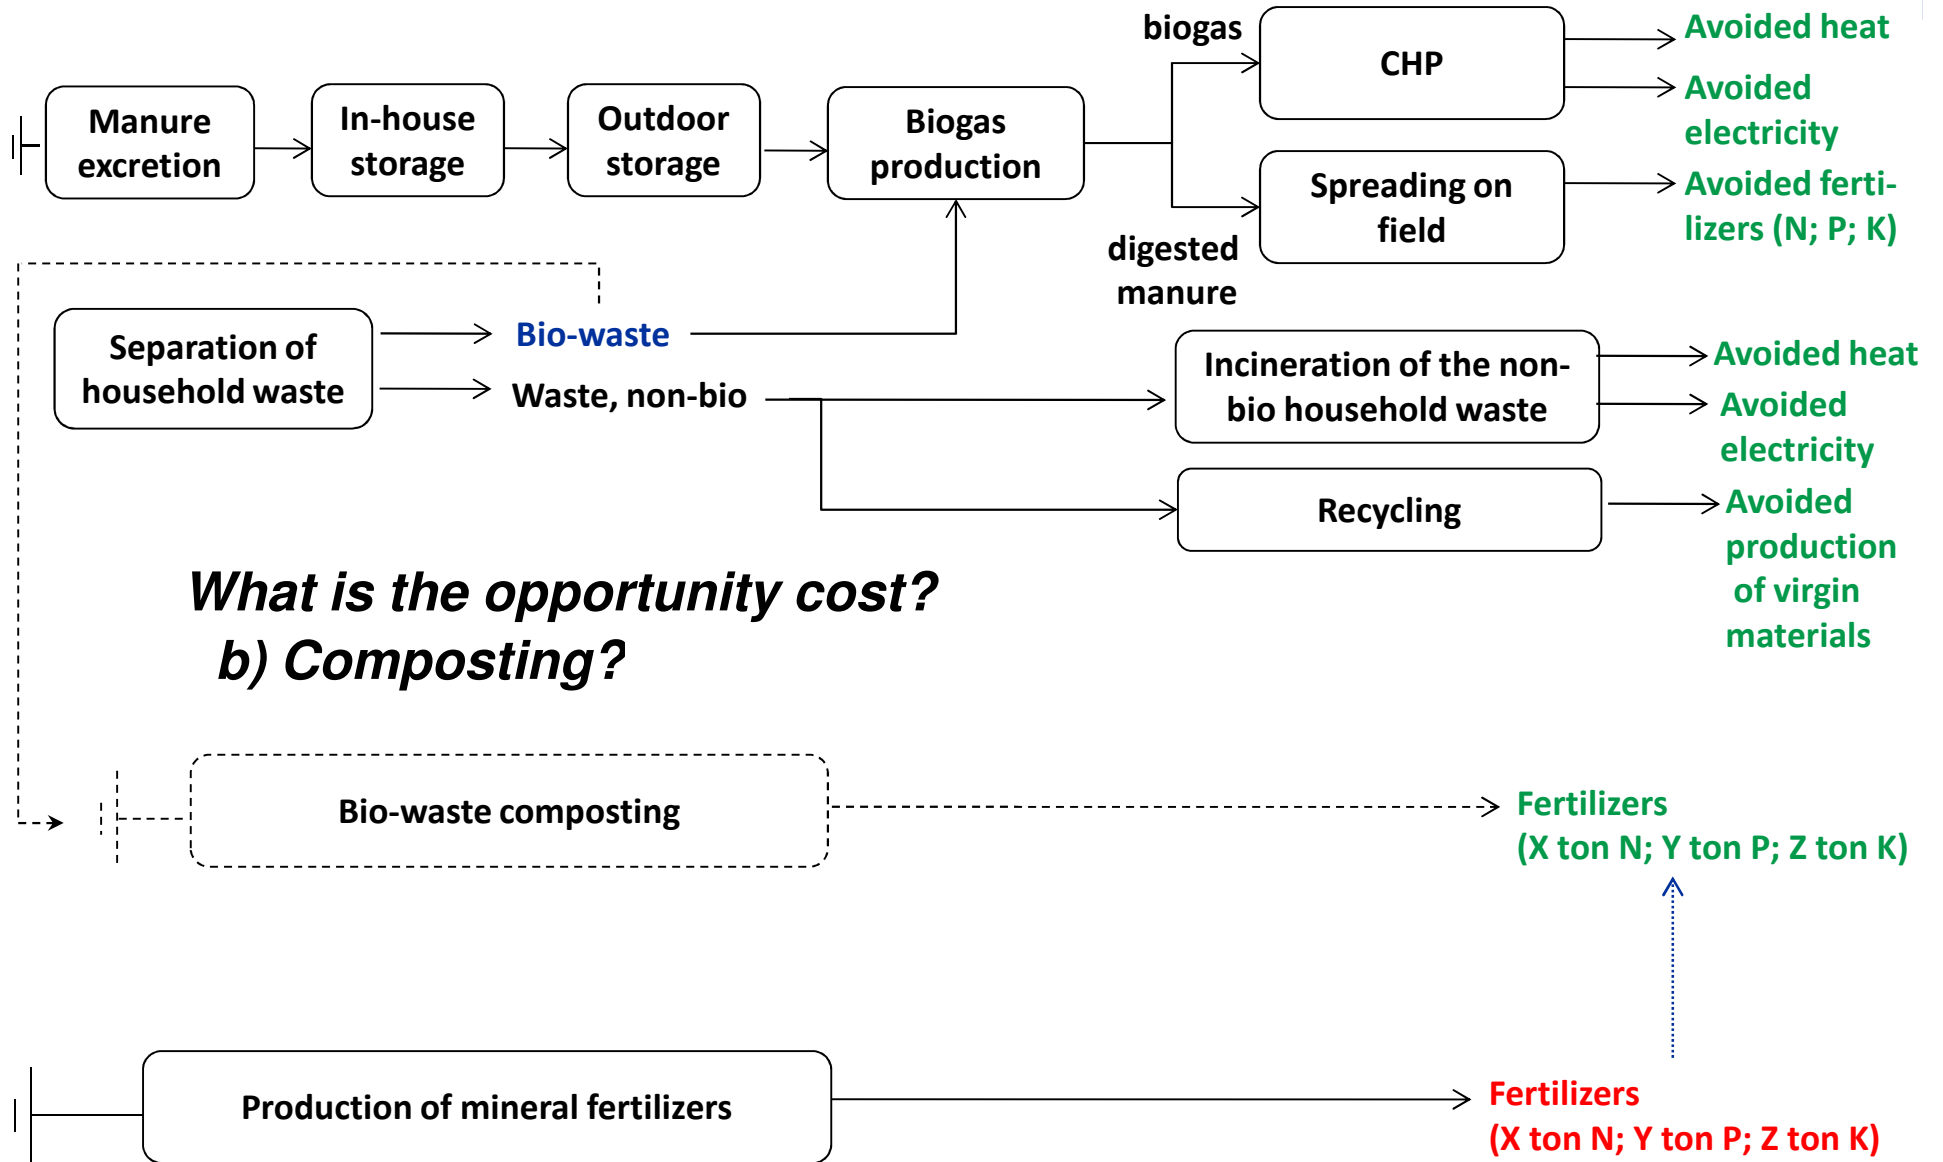 biogas
CHP
Avoided heat
Avoided
electricity
Manure
excretion
In-house
storage
Outdoor
storage
Biogas
production
Spreading on
field
Avoided ferti-
lizers (N; P; K)
digested
manure
Separation of
household waste
Bio-waste
Waste, non-bio
Incineration of the non-
bio household waste
Avoided heat
Avoided
electricity
Recycling
Avoided
production
of virgin
materials
What is the opportunity cost?
b) Composting?
Bio-waste composting
Fertilizers
(X ton N; Y ton P; Z ton K)
Production of mineral fertilizers
Fertilizers
(X ton N; Y ton P; Z ton K)